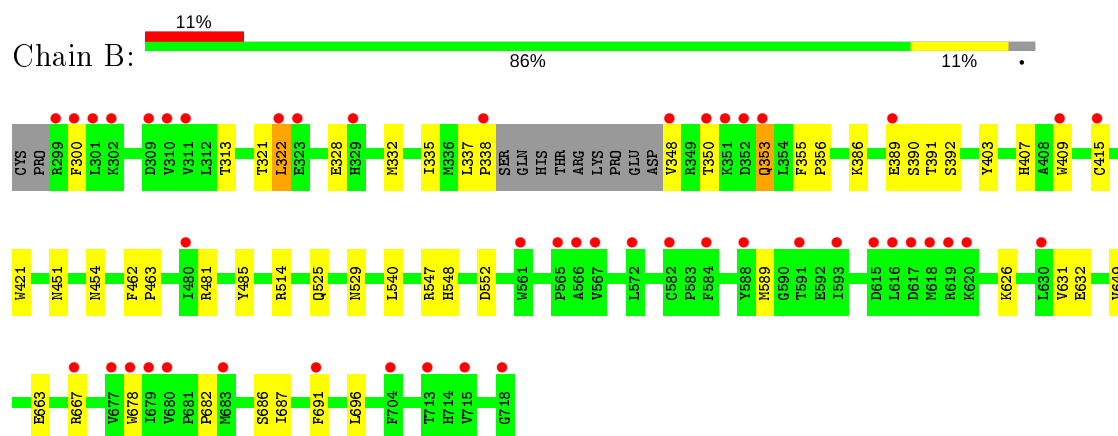 11%
Chain B:
86% 11% •
CYS PRO R299 F300 L301 K302 D309 V310 V311 L312 T313 T321 L322 E323 E328 H329 M332 I335 M336 L337 P338 SER GLN HIS THR ARG LYS PRO GLU ASP V348 R349 T350 K351 D352 Q353 L354 F355 P356 K386 E389 S390 T391 S392 Y403 H407 A408 W409 C415
W421 N451 N454 F462 P463 I480 R481 Y485 R514 Q525 N529 L540 R547 H548 D552 W561 P565 A566 V567 L572 C582 P583 F584 Y588 M589 G590 T591 E592 I593 D615 L616 D617 M618 R619 K620 K626 L630 V631 E632 V649
E663 R667 V677 W678 I679 V680 P681 P682 M683 S686 I687 F691 L696 F704 T713 H714 V715 G718